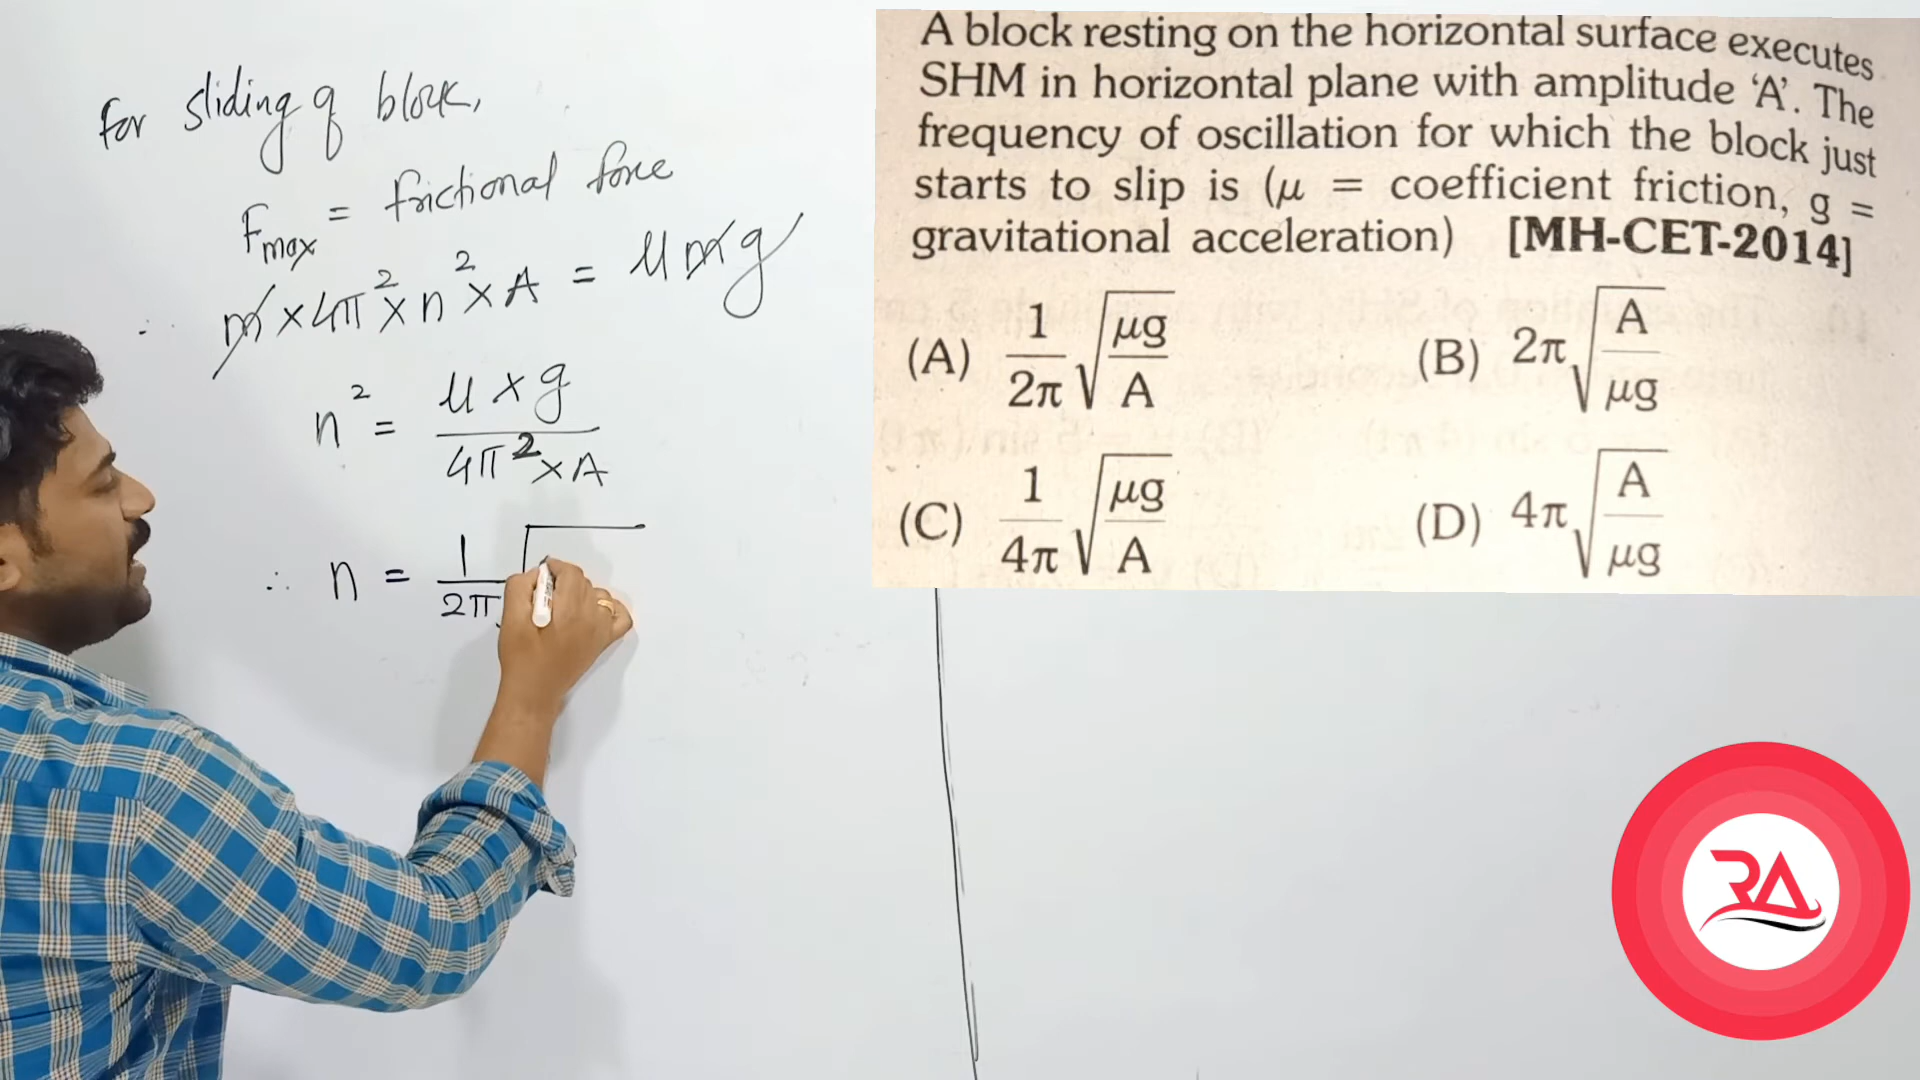 for sliding of block,
Fmax = frictional force
∴ m × 4π² × n² × A = μ m g
n² = μ × g / 4π² × A
∴ n = 1 / 2π √
A block resting on the horizontal surface executes
SHM in horizontal plane with amplitude ‘A’. The
frequency of oscillation for which the block just
starts to slip is (μ = coefficient friction, g =
gravitational acceleration) [MH-CET-2014]
(A) 1/2π √(μg/A) (B) 2π √(A/μg)
(C) 1/4π √(μg/A) (D) 4π √(A/μg)
RA